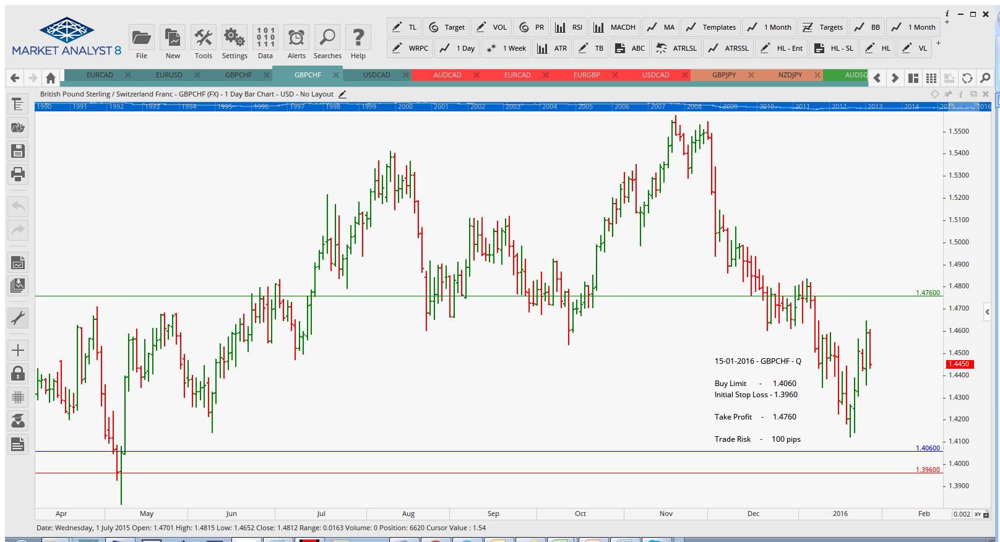 MARKET ANALYST 8
File New Tools Settings Data Alerts Searches Help
101
010
111
TL Target VOL PR RSI MACDH MA Templates 1 Month Targets BB 1 Month
WRPC 1 Day 1 Week ATR TB ABC ATRLSL ATRSSL HL - Ent HL - SL HL VL
EURCAD EURUSD GBPCHF GBPCHF USDCAD AUDCAD EURCAD EURGBP USDCAD GBPJPY NZDJPY AUDSG
British Pound Sterling / Switzerland Franc - GBPCHF (FX) - 1 Day Bar Chart - USD - No Layout
1990 1991 1992 1993 1994 1995 1996 1997 1998 1999 2000 2001 2002 2003 2004 2005 2006 2007 2008 2009 2010 2011 2012 2013 2014 2015 2016
1.5500
1.5400
1.5300
1.5200
1.5100
1.5000
1.4900
1.4800
1.47600
1.4700
1.4600
1.4500
1.4450
1.4400
1.4300
1.4200
1.4100
1.40600
1.4000
1.39600
1.3900
15-01-2016 - GBPCHF - Q
Buy Limit - 1.4060
Initial Stop Loss - 1.3960
Take Profit - 1.4760
Trade Risk - 100 pips
Apr May Jun Jul Aug Sep Oct Nov Dec 2016 Feb
0.002 XY
Date: Wednesday, 1 July 2015 Open: 1.4701 High: 1.4815 Low: 1.4652 Close: 1.4812 Range: 0.0163 Volume: 0 Position: 6620 Cursor Value : 1.54